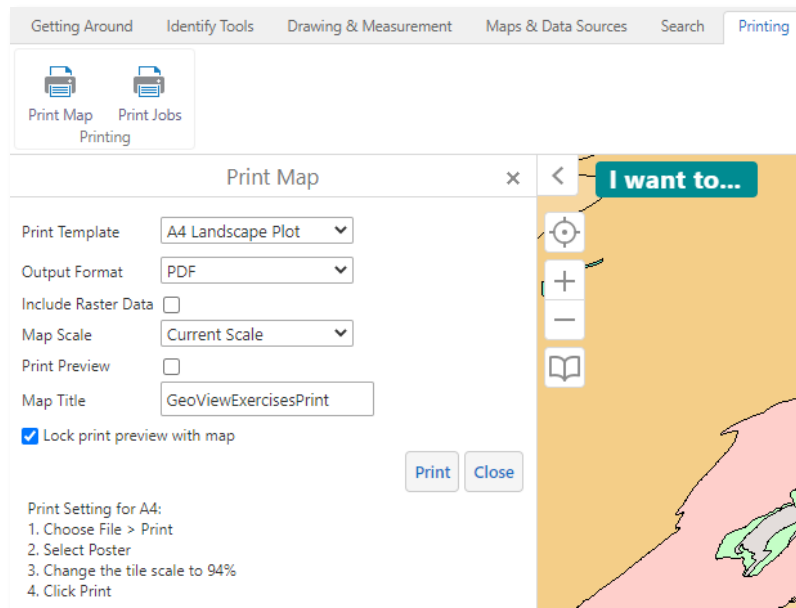 Getting Around Identify Tools Drawing & Measurement Maps & Data Sources Search Printing
Print Map Print Jobs
Printing
Print Map
I want to...
Print Template A4 Landscape Plot
Output Format PDF
Include Raster Data
Map Scale Current Scale
Print Preview
Map Title GeoViewExercisesPrint
Lock print preview with map
Print Close
Print Setting for A4:
1. Choose File > Print
2. Select Poster
3. Change the tile scale to 94%
4. Click Print